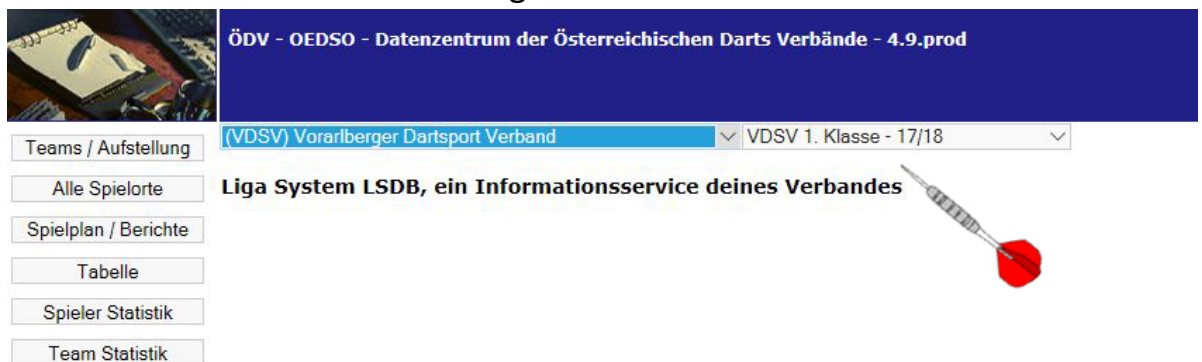 ÖDV - OEDSO - Datenzentrum der Österreichischen Darts Verbände - 4.9.prod
(VDSV) Vorarlberger Dartsport Verband
VDSV 1. Klasse - 17/18
Teams / Aufstellung
Alle Spielorte
Liga System LSDB, ein Informationsservice deines Verbandes
Spielplan / Berichte
Tabelle
Spieler Statistik
Team Statistik